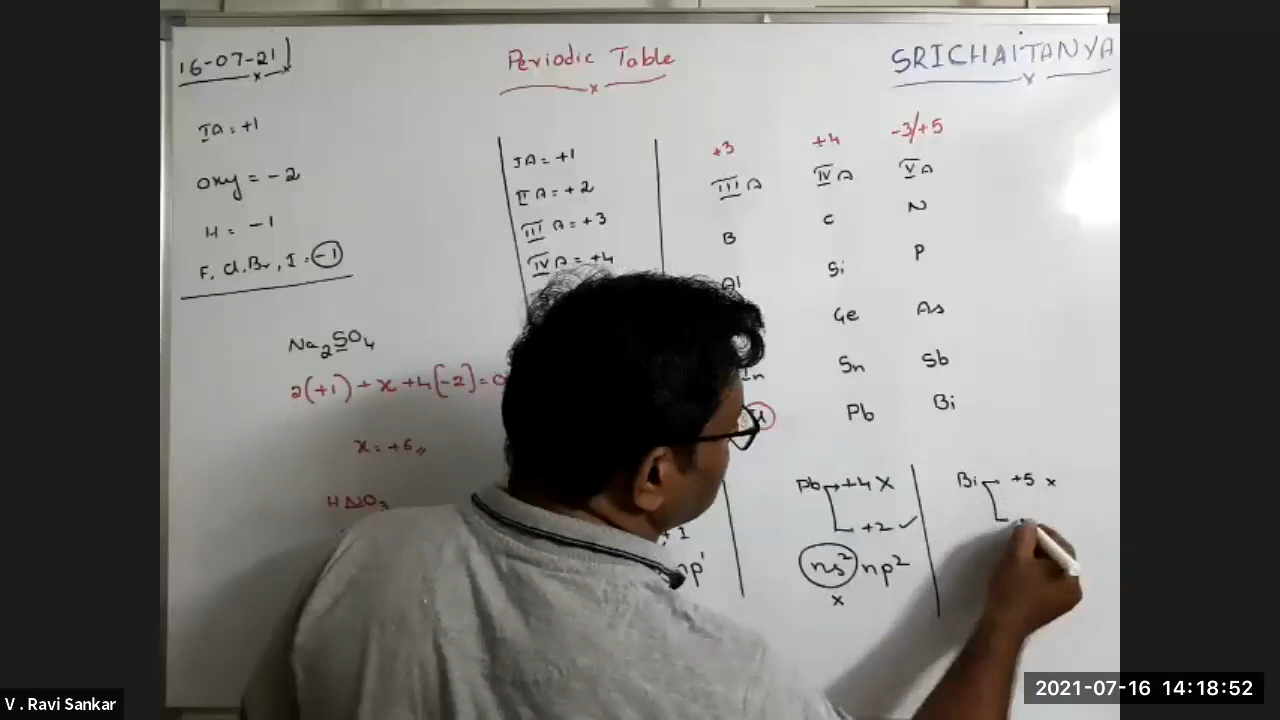 16-07-21
Periodic Table
SRICHAITANYA
IA = +1
Oxy = -2
H = -1
F, Cl, Br, I = -1
Na2SO4
2(+1) + x + 4[-2] = 0
x = +6
HNO3
IA = +1
IIA = +2
IIIA = +3
IVA = +4
+3 +4 -3/+5
IIIA IVA VA
B C N
Al Si P
Ge As
In Sn Sb
Pb Bi
Pb → +4 X
+2 ✓
ns2 np2
x
Bi +5 x
V . Ravi Sankar
2021-07-16 14:18:52